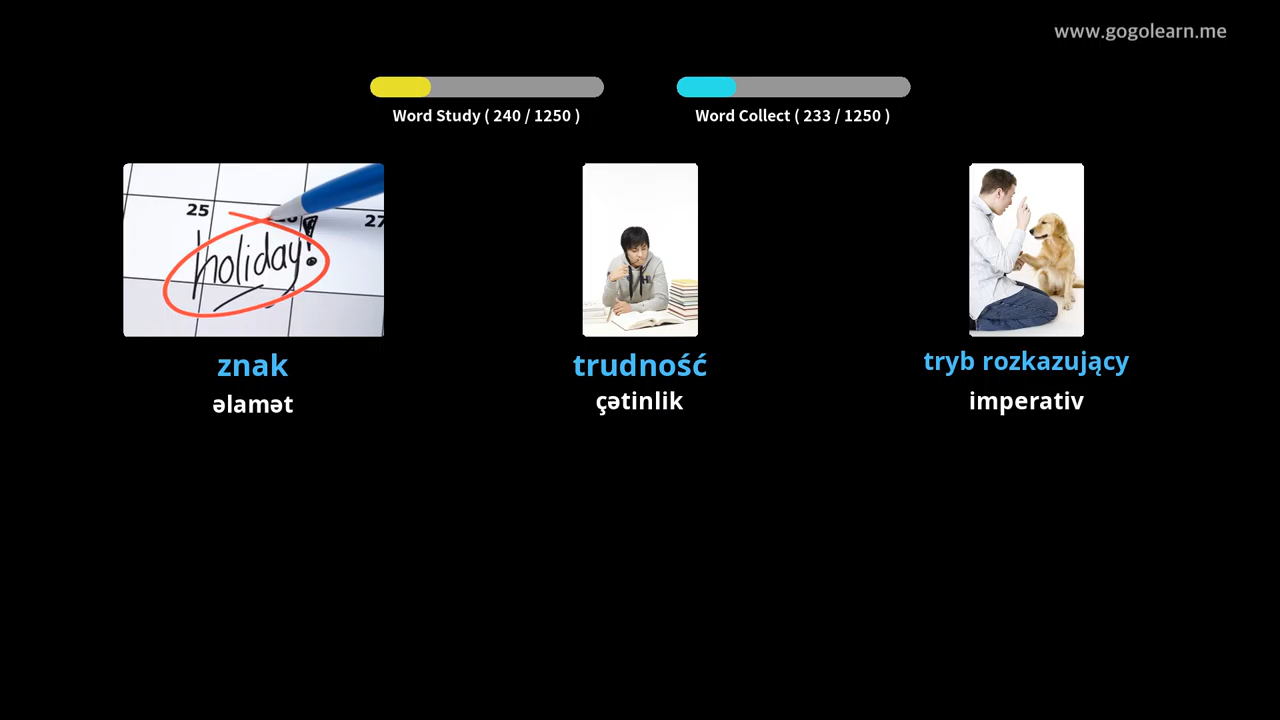 www.gogolearn.me
Word Study ( 240 / 1250 )
Word Collect ( 233 / 1250 )
25
27
holiday!
znak
trudność
tryb rozkazujący
əlamət
çətinlik
imperativ